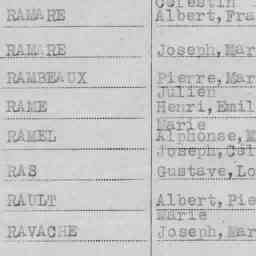 Celestin
RAMARE Albert, Fra
RAMARE Joseph, Mar
RAMBEAUX Pierre, Mar
Julien
RAME Henri, Emil
Marie
RAMEL Alphonse, M
Joseph, Cél
RAS Gustave, Lo
RAULT Albert, Pie
Marie
RAVACHE Joseph, Mar